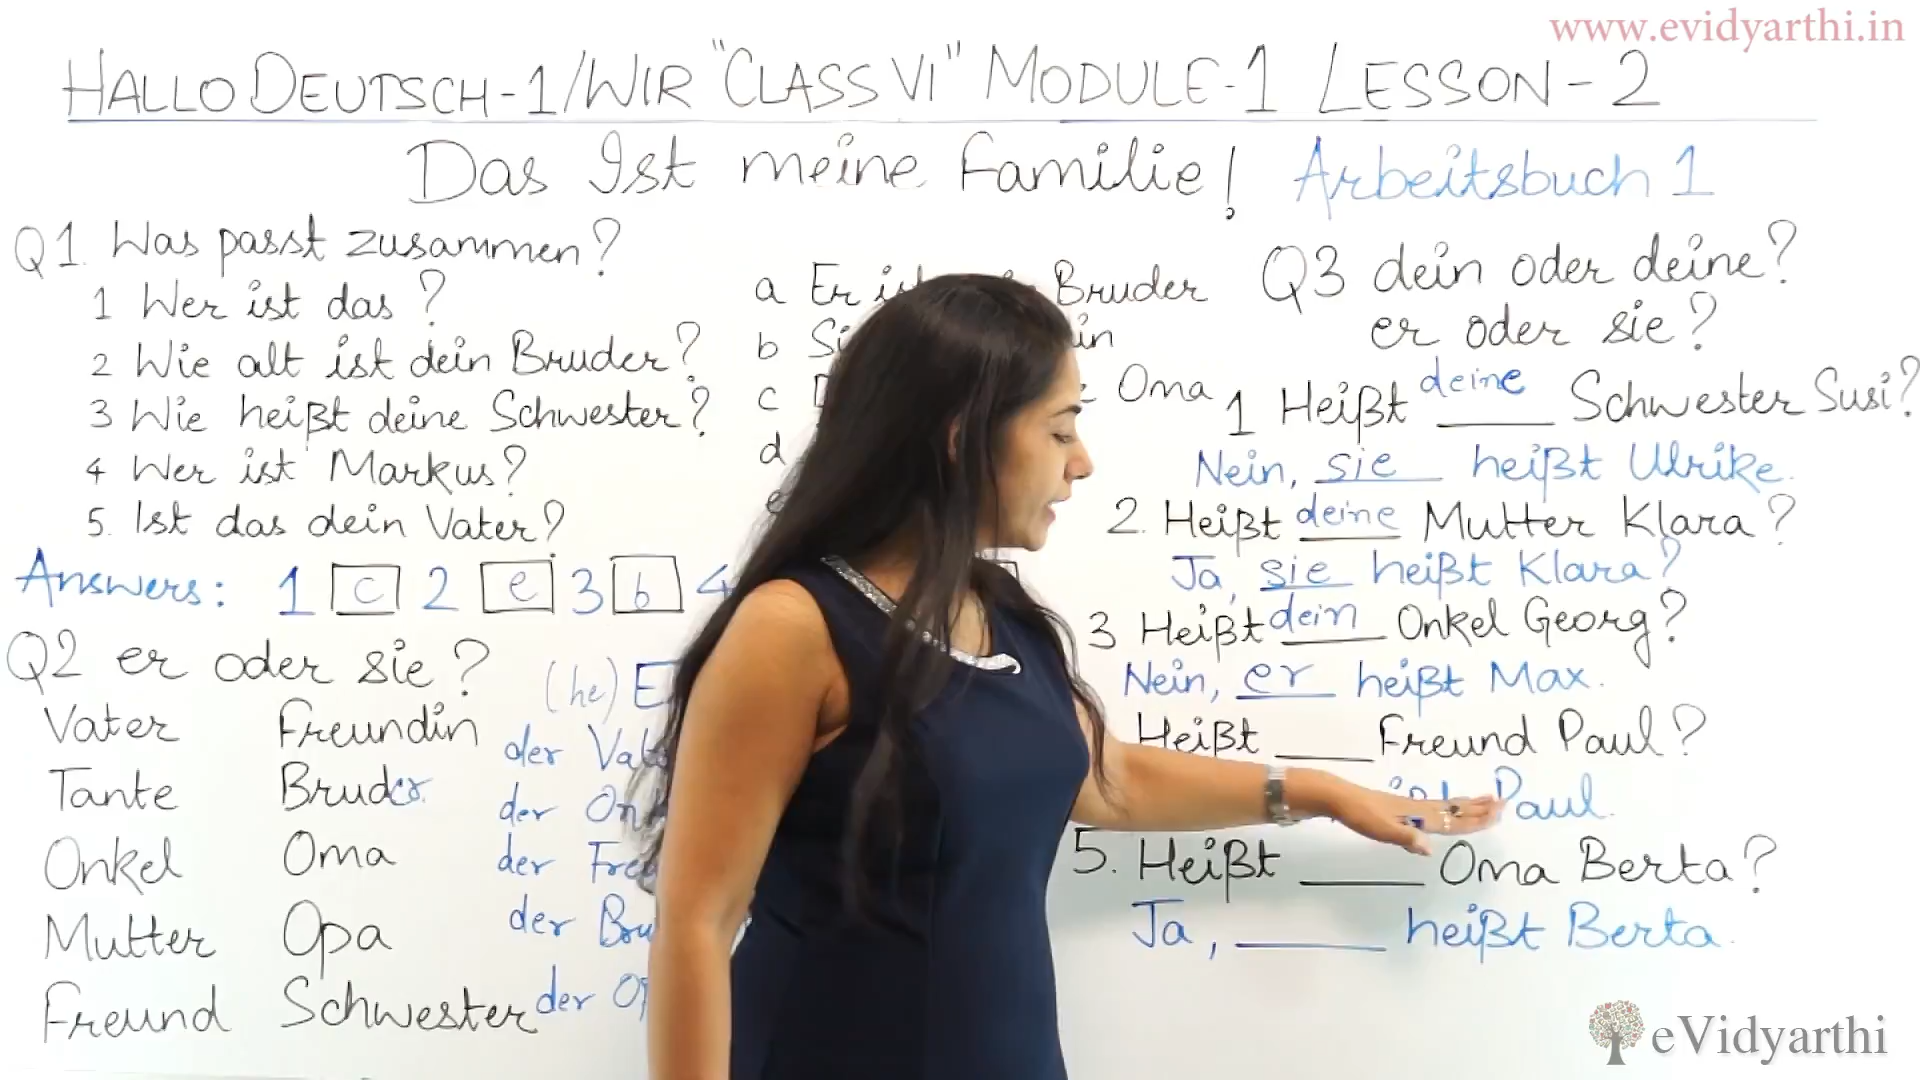 www.evidyarthi.in
HALLO DEUTSCH-1/WIR "CLASS VI" MODULE-1 LESSON-2
Das Ist meine Familie! Arbeitsbuch 1
Q1. Was passt zusammen?
1 Wer ist das?
2 Wie alt ist dein Bruder?
3 Wie heißt deine Schwester?
4 Wer ist Markus?
5. Ist das dein Vater?
a Er Bruder
b
c Oma
d
e
Answers: 1 c 2 e 3 b 4
Q2 er oder sie?
(he)
Vater Freundin der
Tante Bruder der
Onkel Oma der
Mutter Opa der
Freund Schwester der
Q3 dein oder deine?
er oder sie?
1 Heißt deine Schwester Susi?
Nein, sie heißt Ulrike.
2. Heißt deine Mutter Klara?
Ja, sie heißt Klara?
3 Heißt dein Onkel Georg?
Nein, er heißt Max.
Heißt ___ Freund Paul?
Paul.
5. Heißt ___ Oma Berta?
Ja, ___ heißt Berta.
eVidyarthi